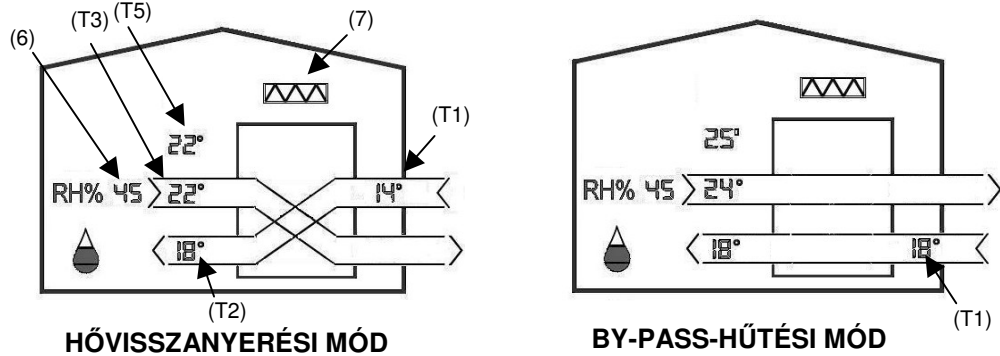 (6)
(T3)
(T5)
(7)
(T1)
22°
RH% 45
22°
14°
18°
(T2)
HŐVISSZANYERÉSI MÓD
25°
RH% 45
24°
18°
18°
(T1)
BY-PASS-HŰTÉSI MÓD